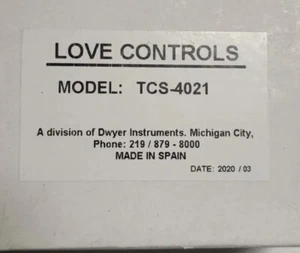 LOVE CONTROLS
MODEL: TCS-4021
A division of Dwyer Instruments. Michigan City,
Phone: 219 / 879 - 8000
MADE IN SPAIN
DATE: 2020 / 03